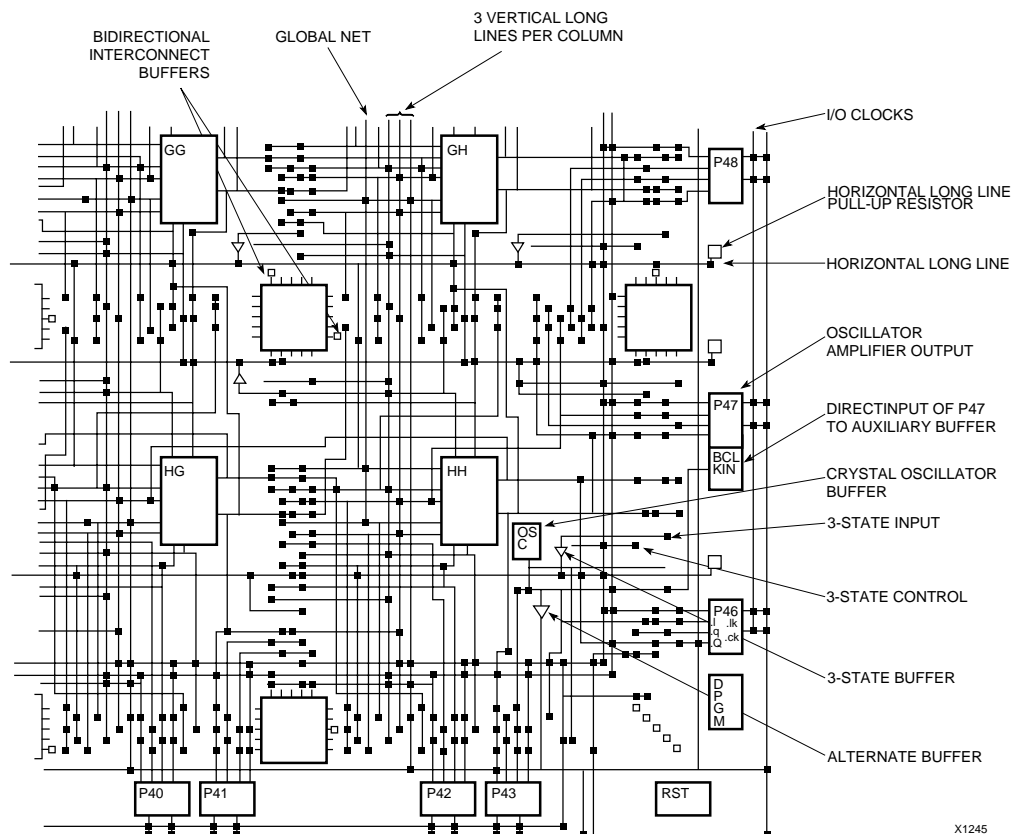 3 VERTICAL LONG
LINES PER COLUMN
BIDIRECTIONAL
INTERCONNECT
BUFFERS
GLOBAL NET
I/O CLOCKS
GG
GH
P48
HORIZONTAL LONG LINE
PULL-UP RESISTOR
HORIZONTAL LONG LINE
OSCILLATOR
AMPLIFIER OUTPUT
P47
DIRECTINPUT OF P47
TO AUXILIARY BUFFER
BCL
KIN
HG
HH
CRYSTAL OSCILLATOR
BUFFER
OS
C
3-STATE INPUT
3-STATE CONTROL
P46
.l
.lk
.q
.ck
.Q
3-STATE BUFFER
D
P
G
M
ALTERNATE BUFFER
P40
P41
P42
P43
RST
X1245